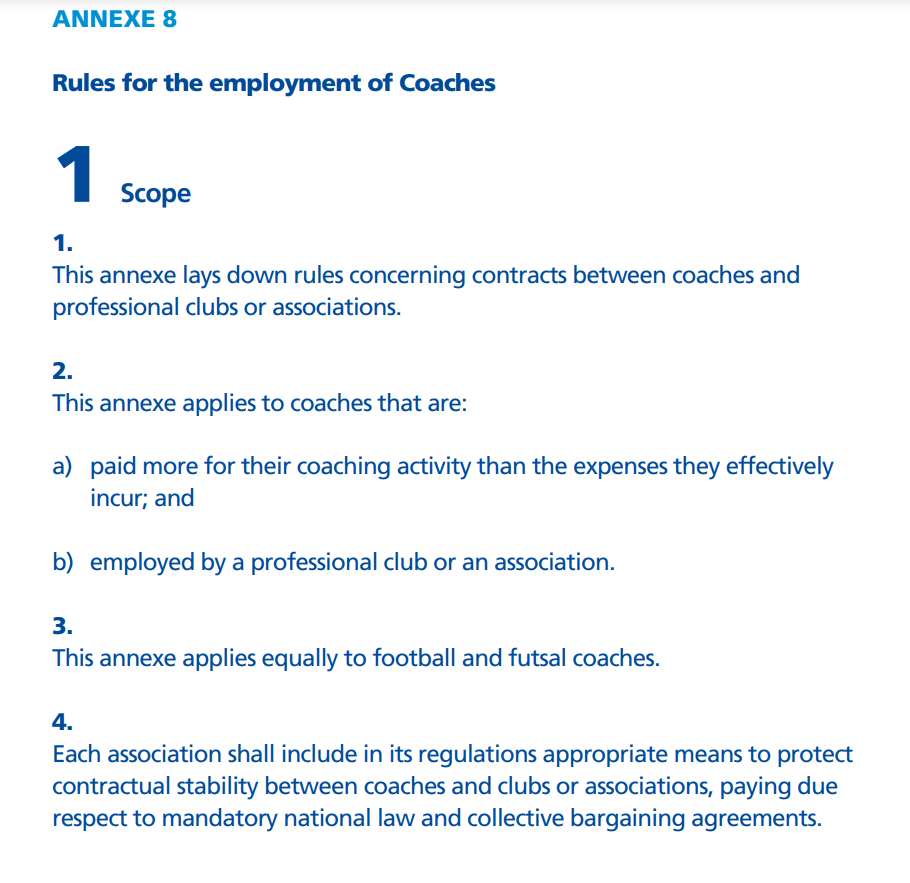 ANNEXE 8
Rules for the employment of Coaches
1 Scope
1.
This annexe lays down rules concerning contracts between coaches and
professional clubs or associations.
2.
This annexe applies to coaches that are:
a) paid more for their coaching activity than the expenses they effectively
incur; and
b) employed by a professional club or an association.
3.
This annexe applies equally to football and futsal coaches.
4.
Each association shall include in its regulations appropriate means to protect
contractual stability between coaches and clubs or associations, paying due
respect to mandatory national law and collective bargaining agreements.